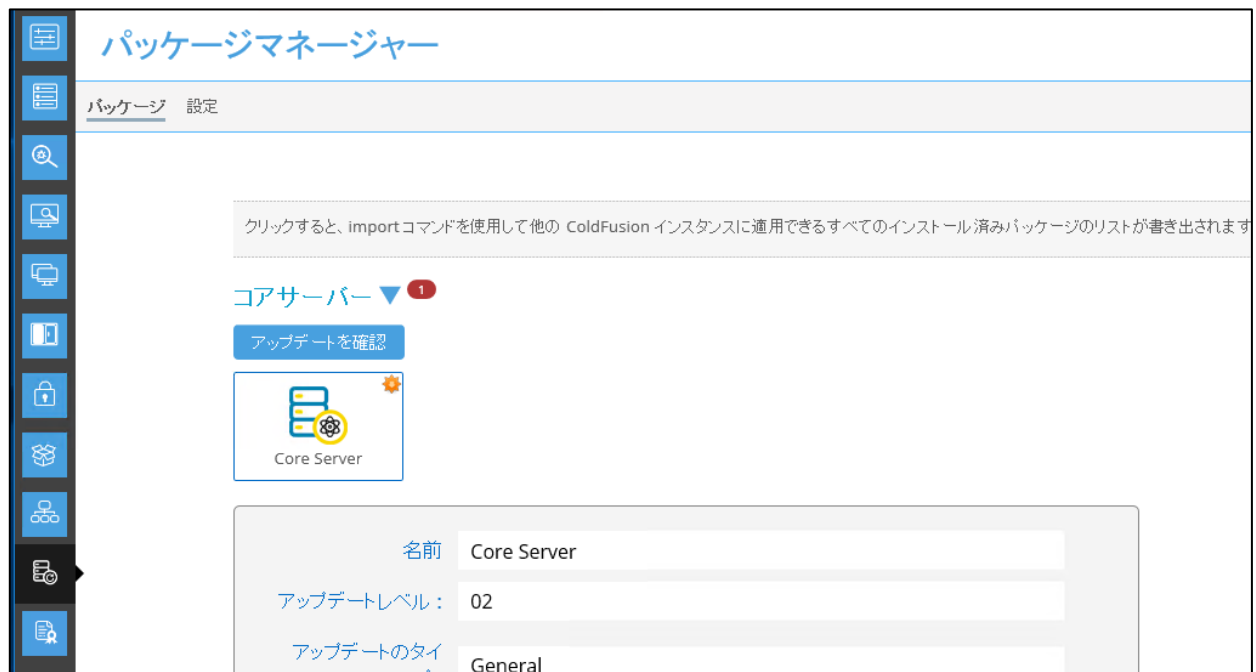 パッケージマネージャー
パッケージ 設定
クリックすると、importコマンドを使用して他の ColdFusion インスタンスに適用できるすべてのインストール済みパッケージのリストが書き出されます
コアサーバー ▼ 1
アップデートを確認
Core Server
名前 Core Server
アップデートレベル： 02
アップデートのタイ
General